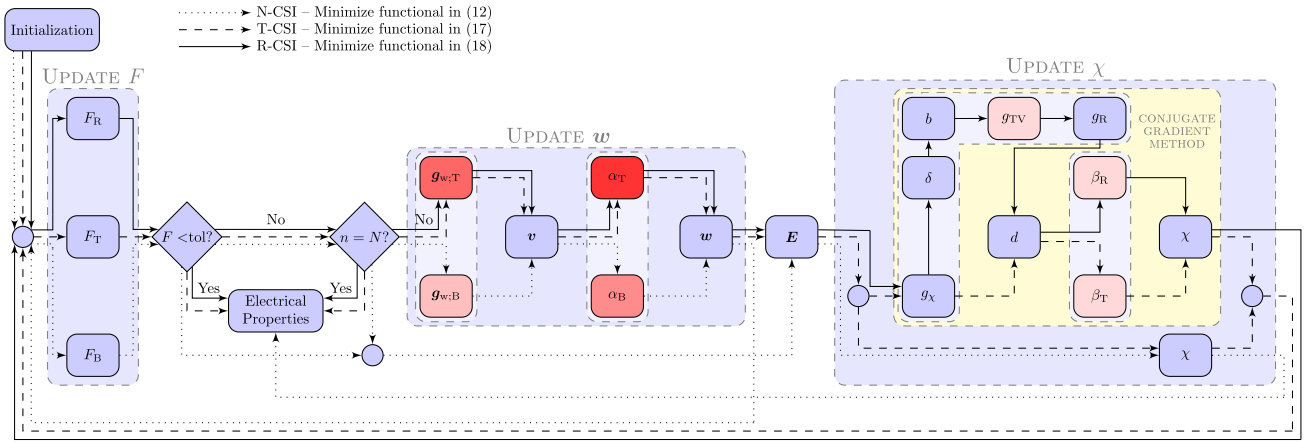 N-CSI – Minimize functional in (12)
T-CSI – Minimize functional in (17)
R-CSI – Minimize functional in (18)
Initialization
UPDATE F
F_R
F_T
F_B
F <tol?
No
Yes
n = N?
No
Yes
Electrical
Properties
UPDATE w
g_w;T
g_w;B
v
α_T
α_B
w
E
UPDATE χ
b
g_TV
g_R
CONJUGATE
GRADIENT
METHOD
δ
g_χ
d
β_R
β_T
χ
χ